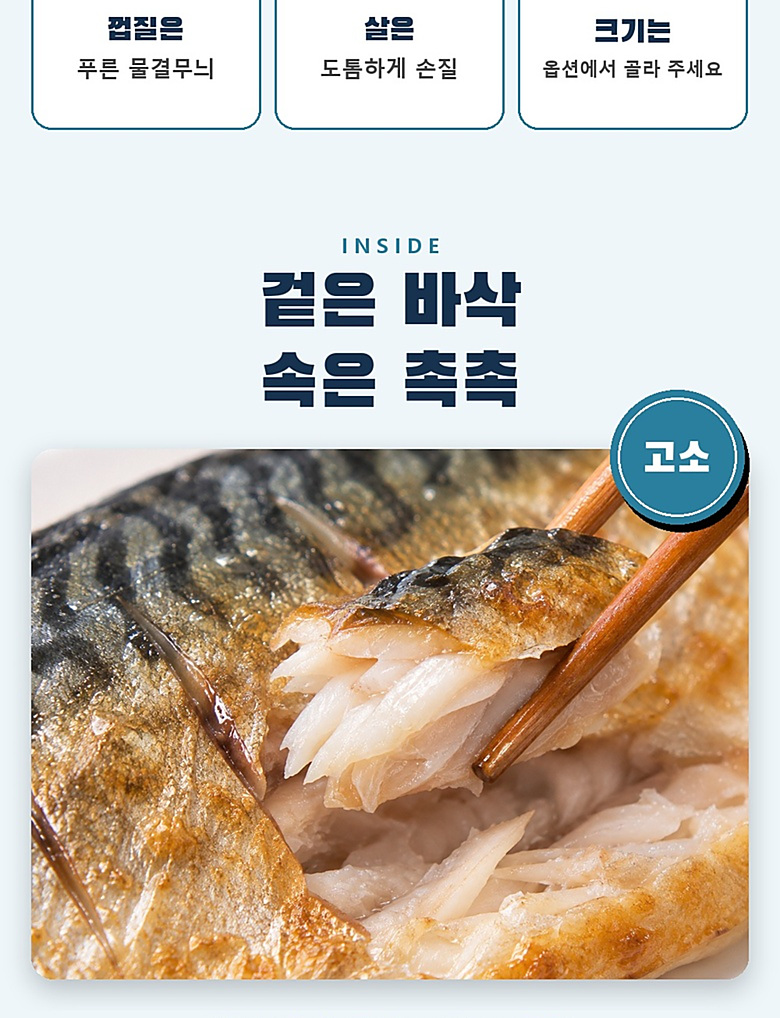 껍질은
푸른 물결무늬
살은
도톰하게 손질
크기는
옵션에서 골라 주세요
INSIDE
겉은 바삭
속은 촉촉
고소